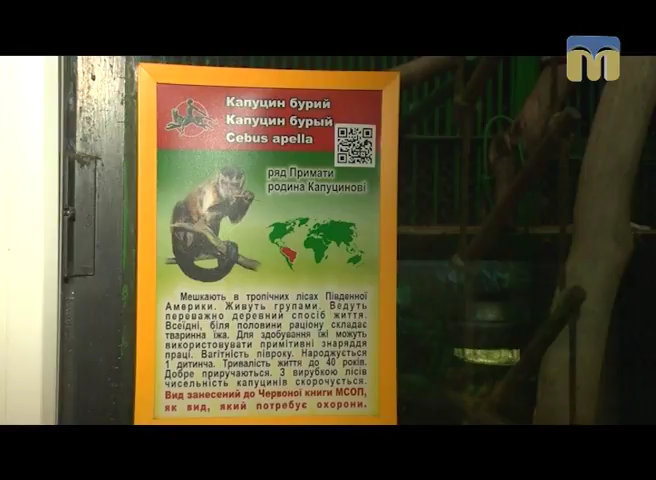 M
Капуцин бурий
Капуцин бурый
Cebus apella
ряд Примати
родина Капуцинові
Мешкають в тропічних лісах Південної
Америки. Живуть групами. Ведуть
переважно деревний спосіб життя.
Всеїдні, біля половини раціону складає
тваринна їжа. Для здобування їжі можуть
використовувати примітивні знаряддя
праці. Вагітність півроку. Народжується
1 дитинча. Тривалість життя до 40 років.
Добре приручаються. З вирубкою лісів
чисельність капуцинів скорочується.
Вид занесений до Червоної книги МСОП,
як вид, який потребує охорони.